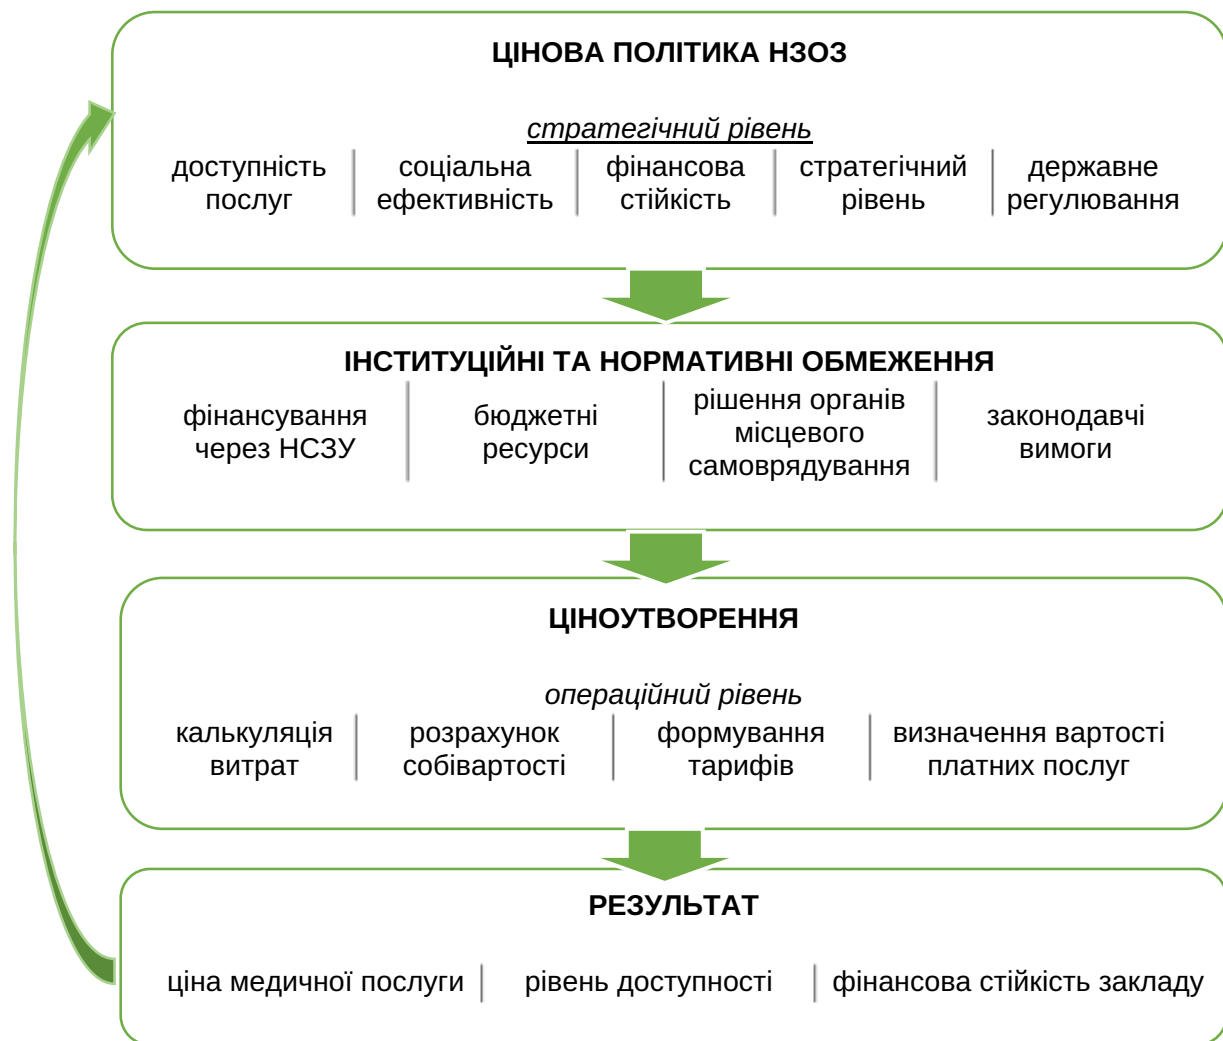 ЦІНОВА ПОЛІТИКА НЗОЗ
стратегічний рівень
доступність послуг
соціальна ефективність
фінансова стійкість
стратегічний рівень
державне регулювання
ІНСТИТУЦІЙНІ ТА НОРМАТИВНІ ОБМЕЖЕННЯ
фінансування через НСЗУ
бюджетні ресурси
рішення органів місцевого самоврядування
законодавчі вимоги
ЦІНОУТВОРЕННЯ
операційний рівень
калькуляція витрат
розрахунок собівартості
формування тарифів
визначення вартості платних послуг
РЕЗУЛЬТАТ
ціна медичної послуги
рівень доступності
фінансова стійкість закладу